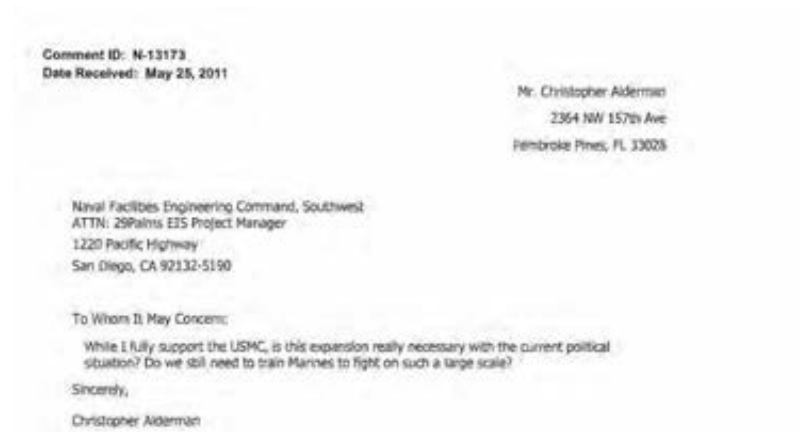 Comment ID: N-13173
Date Received: May 25, 2011
Mr. Christopher Alderman
2364 NW 157th Ave
Pembroke Pines, FL 33028
Naval Facilities Engineering Command, Southwest
ATTN: 29Palms EIS Project Manager
1220 Pacific Highway
San Diego, CA 92132-5190
To Whom It May Concern:
While I fully support the USMC, is this expansion really necessary with the current political
situation? Do we still need to train Marines to fight on such a large scale?
Sincerely,
Christopher Alderman